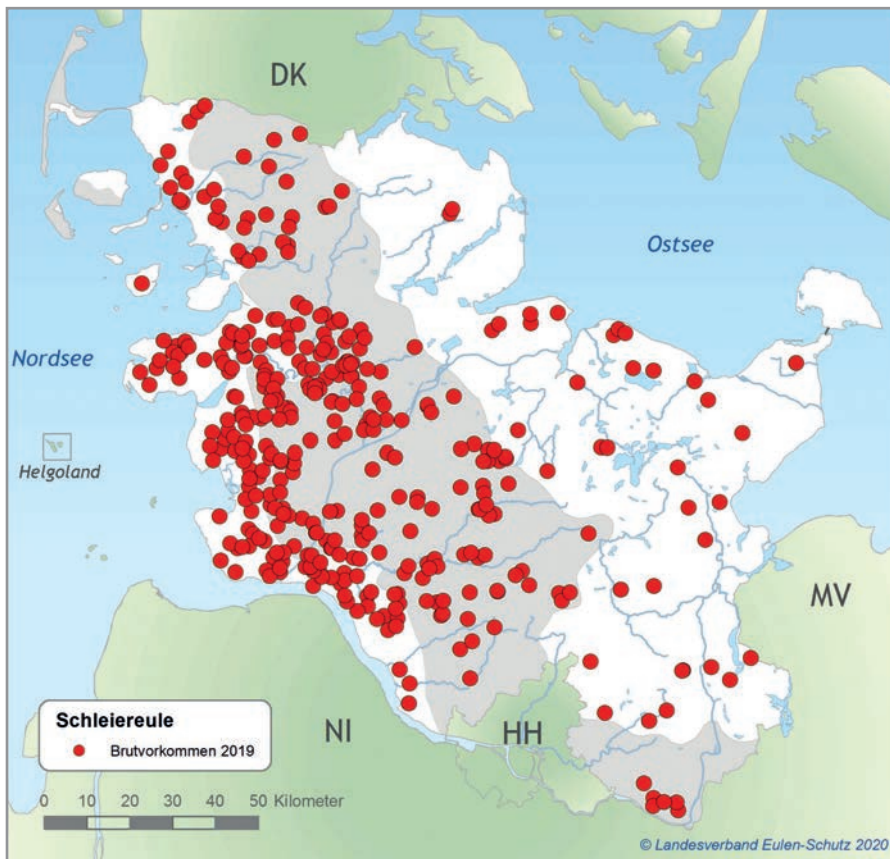 DK
Ostsee
Nordsee
Helgoland
MV
NI
HH
Schleiereule
Brutvorkommen 2019
0 10 20 30 40 50 Kilometer
© Landesverband Eulen-Schutz 2020